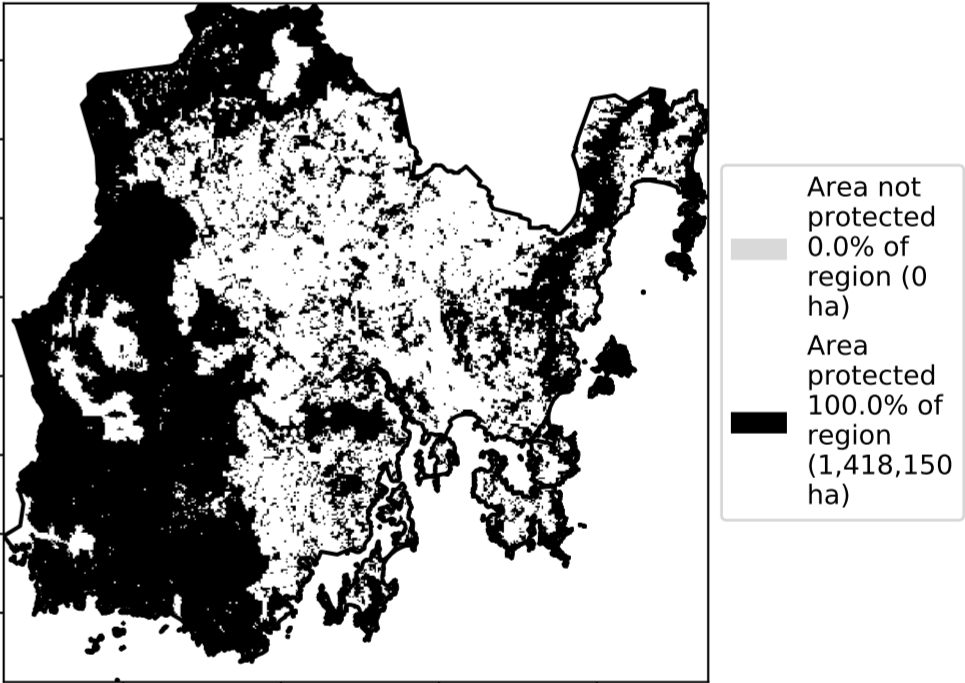 Area not
protected
0.0% of
region (0
ha)
Area
protected
100.0% of
region
(1,418,150
ha)